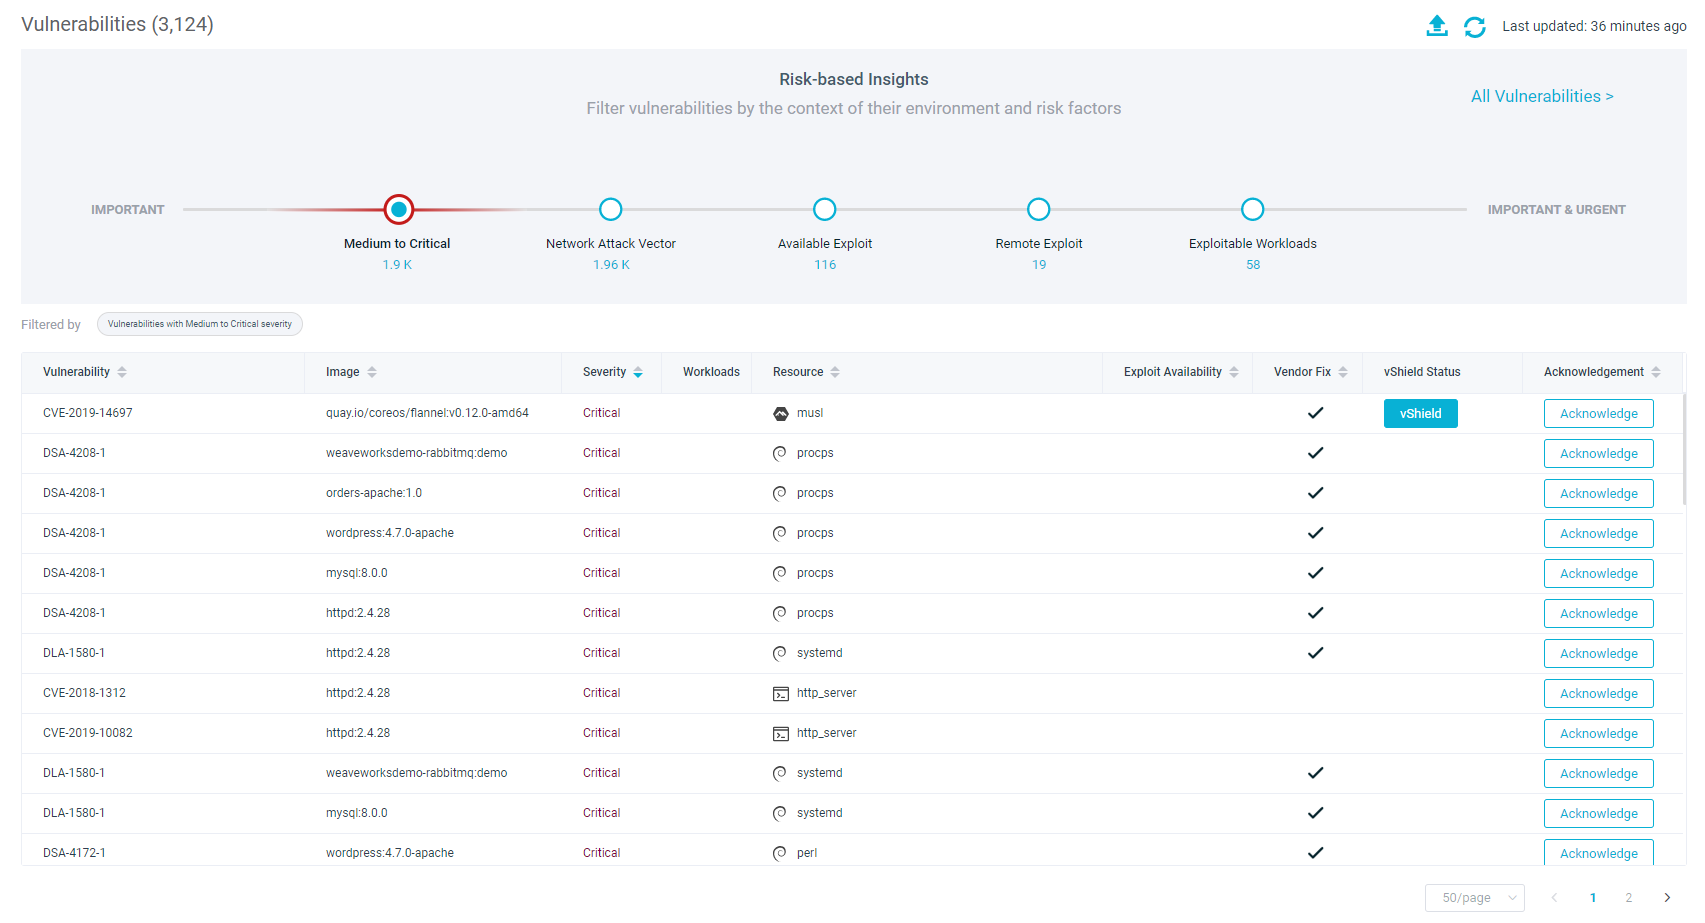 Vulnerabilities (3,124)
Last updated: 36 minutes ago
Risk-based Insights
Filter vulnerabilities by the context of their environment and risk factors
All Vulnerabilities >
IMPORTANT
IMPORTANT & URGENT
Medium to Critical
Network Attack Vector
Available Exploit
Remote Exploit
Exploitable Workloads
1.9 K
1.96 K
116
19
58
Filtered by Vulnerabilities with Medium to Critical severity
Vulnerability Image Severity Workloads Resource Exploit Availability Vendor Fix vShield Status Acknowledgement
CVE-2019-14697 quay.io/coreos/flannel:v0.12.0-amd64 Critical musl vShield Acknowledge
DSA-4208-1 weaveworksdemo-rabbitmq:demo Critical procps Acknowledge
DSA-4208-1 orders-apache:1.0 Critical procps Acknowledge
DSA-4208-1 wordpress:4.7.0-apache Critical procps Acknowledge
DSA-4208-1 mysql:8.0.0 Critical procps Acknowledge
DSA-4208-1 httpd:2.4.28 Critical procps Acknowledge
DLA-1580-1 httpd:2.4.28 Critical systemd Acknowledge
CVE-2018-1312 httpd:2.4.28 Critical http_server Acknowledge
CVE-2019-10082 httpd:2.4.28 Critical http_server Acknowledge
DLA-1580-1 weaveworksdemo-rabbitmq:demo Critical systemd Acknowledge
DLA-1580-1 mysql:8.0.0 Critical systemd Acknowledge
DSA-4172-1 wordpress:4.7.0-apache Critical perl Acknowledge
50/page < 1 2 >